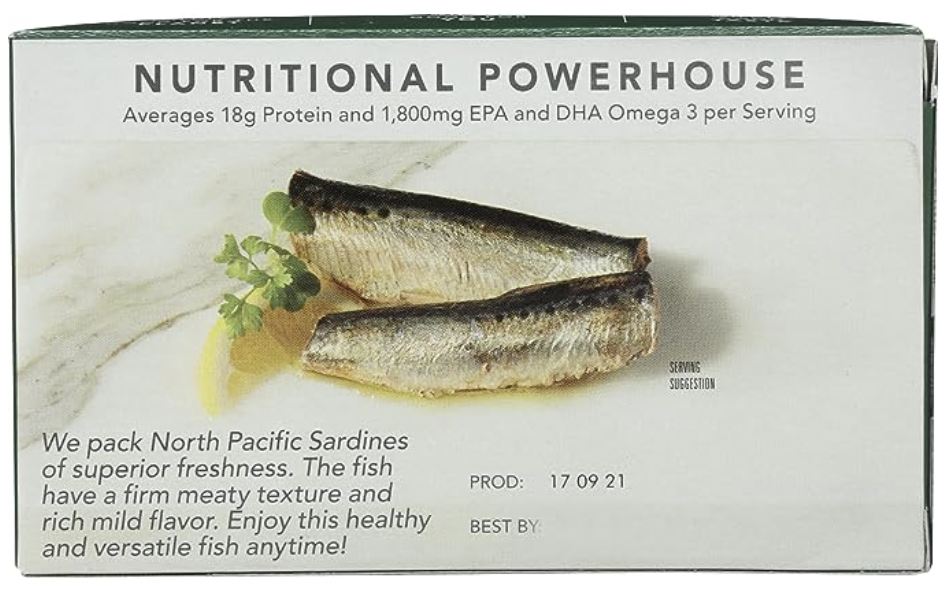 NUTRITIONAL POWERHOUSE
Averages 18g Protein and 1,800mg EPA and DHA Omega 3 per Serving
SERVING
SUGGESTION
We pack North Pacific Sardines
of superior freshness. The fish
have a firm meaty texture and
rich mild flavor. Enjoy this healthy
and versatile fish anytime!
PROD: 17 09 21
BEST BY: